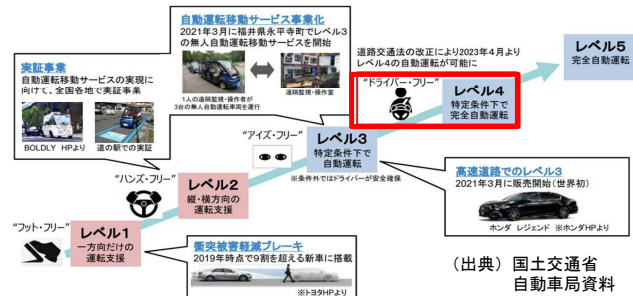 自動運転移動サービス事業化
2021年3月に福井県永平寺町でレベル3
の無人自動運転移動サービスを開始
1人の遠隔監視・操作者が
3台の無人自動運転車両を運行
遠隔監視・操作室
実証事業
自動運転移動サービスの実現に
向けて、全国各地で実証事業
BOLDLY HPより
道の駅での実証
道路交通法の改正により2023年4月より
レベル4の自動運転が可能に
レベル5
完全自動運転
“ドライバー・フリー”
レベル4
特定条件下で
完全自動運転
“アイズ・フリー”
レベル3
特定条件下で
自動運転
※条件外ではドライバーが安全確保
高速道路でのレベル3
2021年3月に販売開始(世界初)
ホンダ レジェンド ※ホンダHPより
“ハンズ・フリー”
レベル2
縦・横方向の
運転支援
“フット・フリー”
レベル1
一方向だけの
運転支援
衝突被害軽減ブレーキ
2019年時点で9割を超える新車に搭載
※トヨタHPより
（出典）国土交通省
自動車局資料